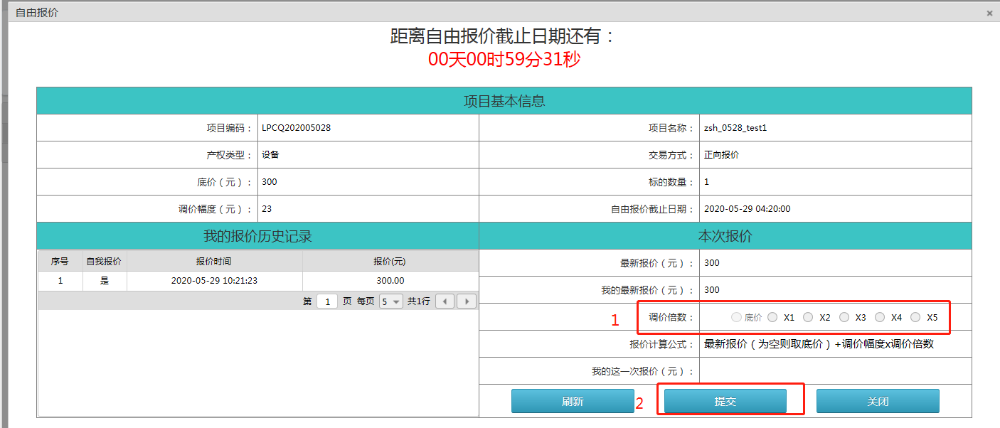 自由报价 ×
距离自由报价截止日期还有：
00天00时59分31秒
项目基本信息
项目编码： LPCQ202005028 项目名称： zsh_0528_test1
产权类型： 设备 交易方式： 正向报价
底价（元）： 300 标的数量： 1
调价幅度（元）： 23 自由报价截止日期： 2020-05-29 04:20:00
我的报价历史记录 本次报价
序号 自我报价 报价时间 报价(元)
1 是 2020-05-29 10:21:23 300.00
第 1 页 每页 5 共1行
最新报价（元）： 300
我的最新报价（元）： 300
1 调价倍数： 底价 X1 X2 X3 X4 X5
报价计算公式： 最新报价（为空则取底价）+调价幅度x调价倍数
我的这一次报价（元）：
刷新 2 提交 关闭